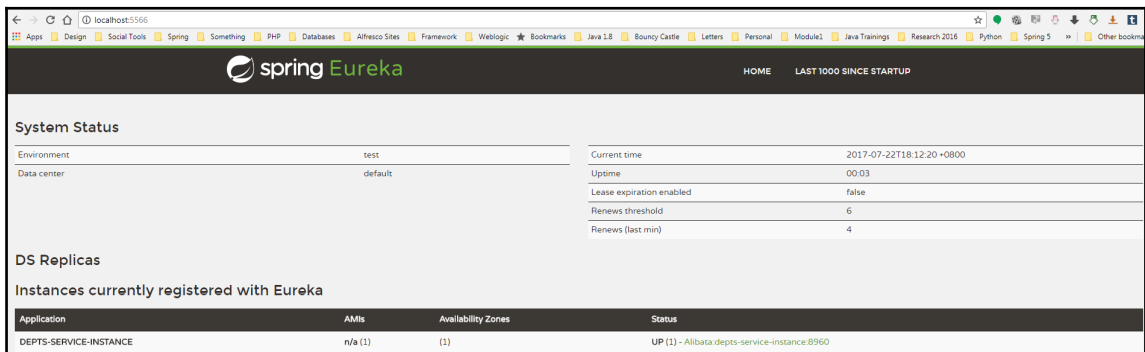 localhost:5566
Apps Design Social Tools Spring Something PHP Databases Alfresco Sites Framework Weblogic Bookmarks Java 1.8 Bouncy Castle Letters Personal Module1 Java Trainings Research 2016 Python Spring 5 » Other bookma
spring Eureka HOME LAST 1000 SINCE STARTUP
System Status
Environment test Current time 2017-07-22T18:12:20 +0800
Data center default Uptime 00:03
Lease expiration enabled false
Renews threshold 6
Renews (last min) 4
DS Replicas
Instances currently registered with Eureka
Application AMIs Availability Zones Status
DEPTS-SERVICE-INSTANCE n/a (1) (1) UP (1) - Alibata:depts-service-instance:8960